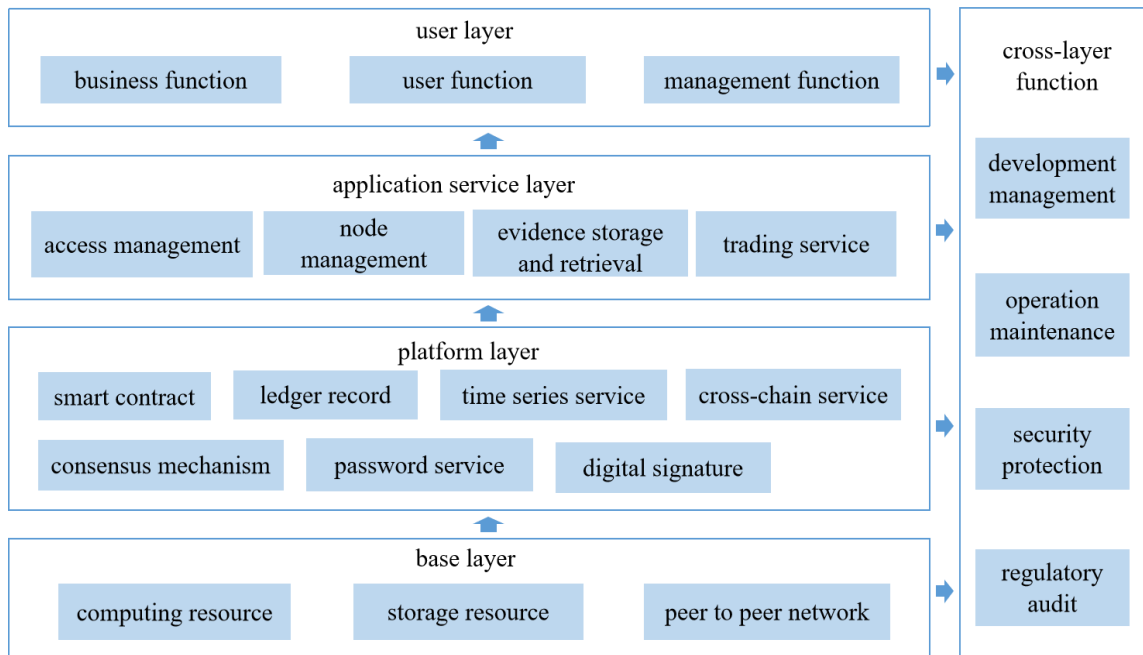 user layer
business function
user function
management function
application service layer
access management
node
management
evidence storage
and retrieval
trading service
platform layer
smart contract
ledger record
time series service
cross-chain service
consensus mechanism
password service
digital signature
base layer
computing resource
storage resource
peer to peer network
cross-layer
function
development
management
operation
maintenance
security
protection
regulatory
audit